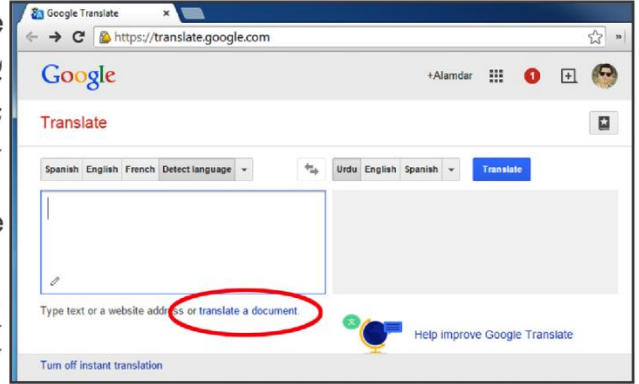 Google Translate
https://translate.google.com
Google
+Alamdar 1
Translate
Spanish English French Detect language Urdu English Spanish Translate
Type text or a website address or translate a document.
Help improve Google Translate
Turn off instant translation